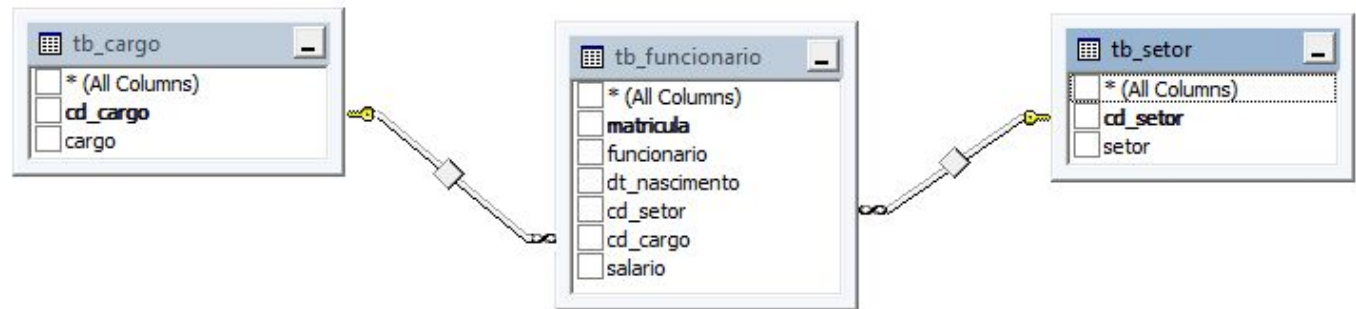 tb_cargo
* (All Columns)
cd_cargo
cargo
tb_funcionario
* (All Columns)
matricula
funcionario
dt_nascimento
cd_setor
cd_cargo
salario
tb_setor
* (All Columns)
cd_setor
setor